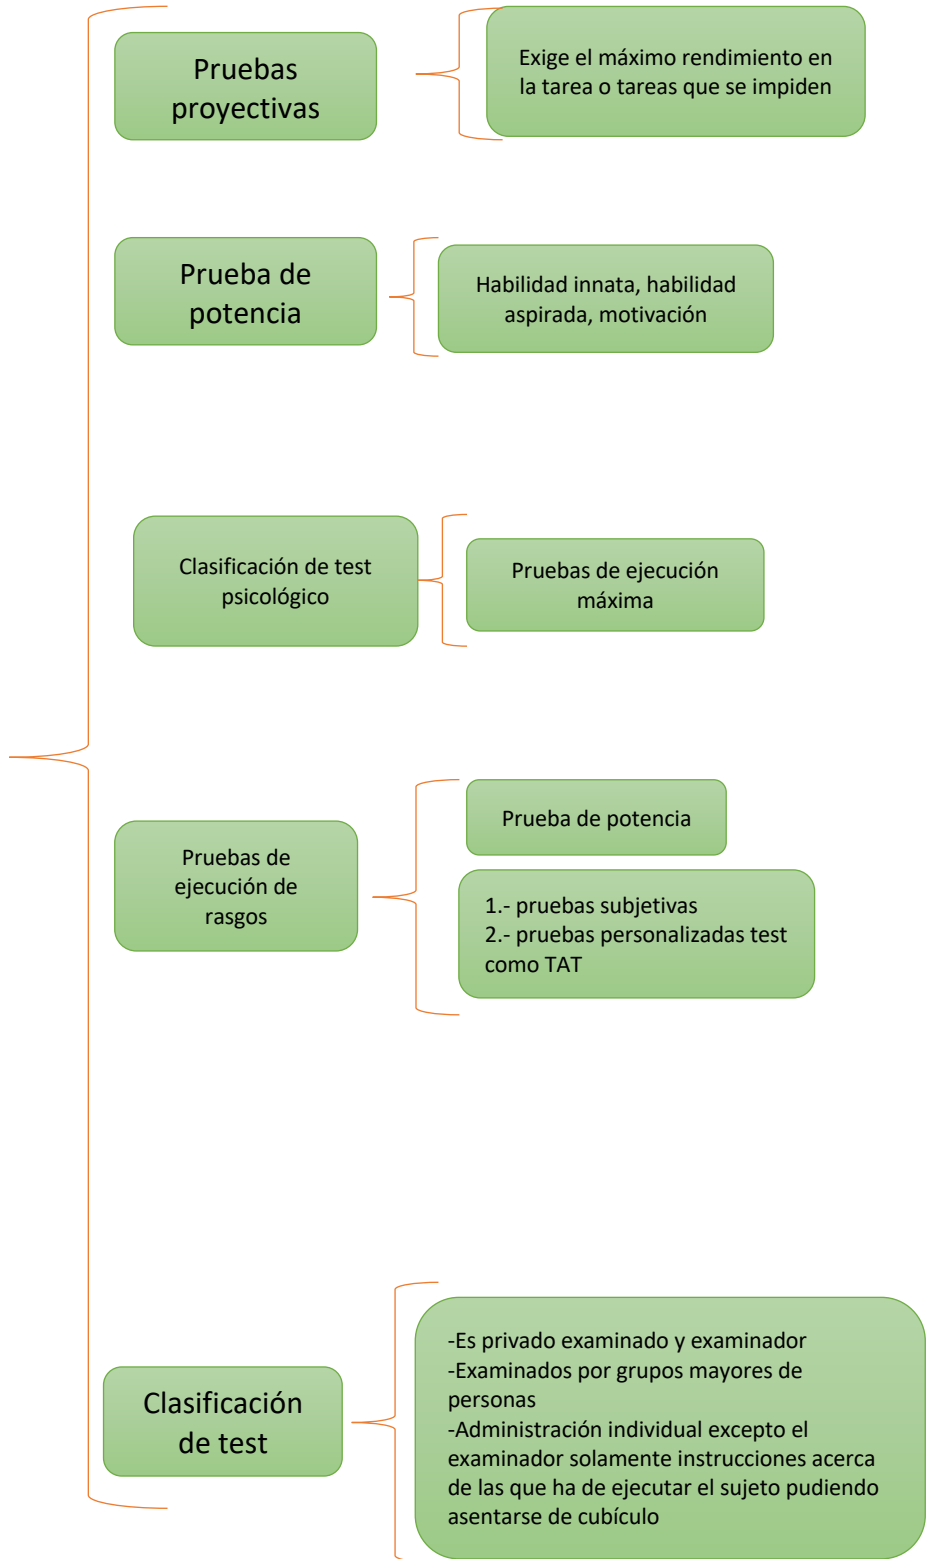 Pruebas
proyectivas
Exige el máximo rendimiento en
la tarea o tareas que se impiden
Prueba de
potencia
Habilidad innata, habilidad
aspirada, motivación
Clasificación de test
psicológico
Pruebas de ejecución
máxima
Pruebas de
ejecución de
rasgos
Prueba de potencia
1.- pruebas subjetivas
2.- pruebas personalizadas test
como TAT
Clasificación
de test
-Es privado examinado y examinador
-Examinados por grupos mayores de
personas
-Administración individual excepto el
examinador solamente instrucciones acerca
de las que ha de ejecutar el sujeto pudiendo
asentarse de cubículo